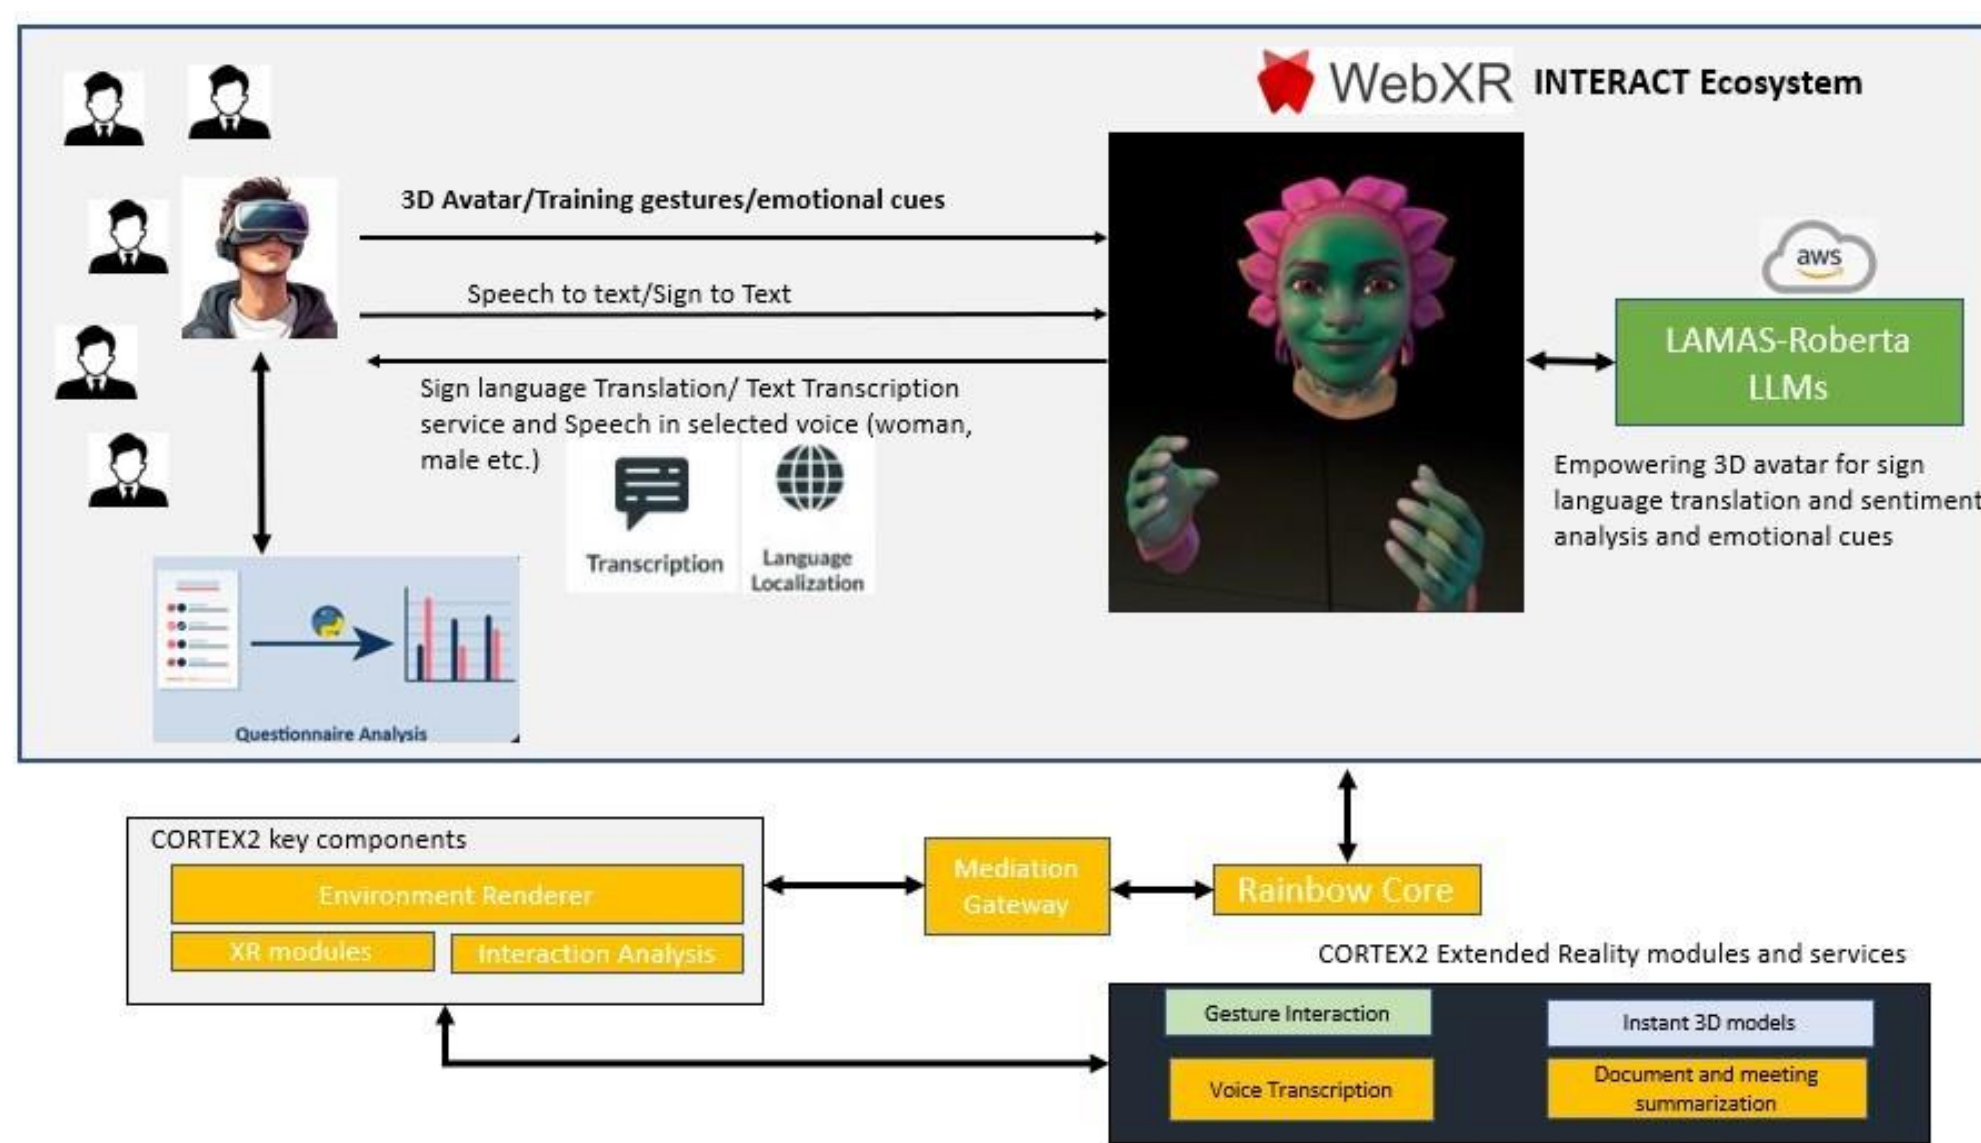 WebXR INTERACT Ecosystem
3D Avatar/Training gestures/emotional cues
Speech to text/Sign to Text
Sign language Translation/ Text Transcription
service and Speech in selected voice (woman,
male etc.)
Transcription
Language
Localization
aws
LAMAS-Roberta
LLMs
Empowering 3D avatar for sign
language translation and sentiment
analysis and emotional cues
Questionnaire Analysis
CORTEX2 key components
Environment Renderer
XR modules
Interaction Analysis
Mediation
Gateway
Rainbow Core
CORTEX2 Extended Reality modules and services
Gesture Interaction
Instant 3D models
Voice Transcription
Document and meeting
summarization